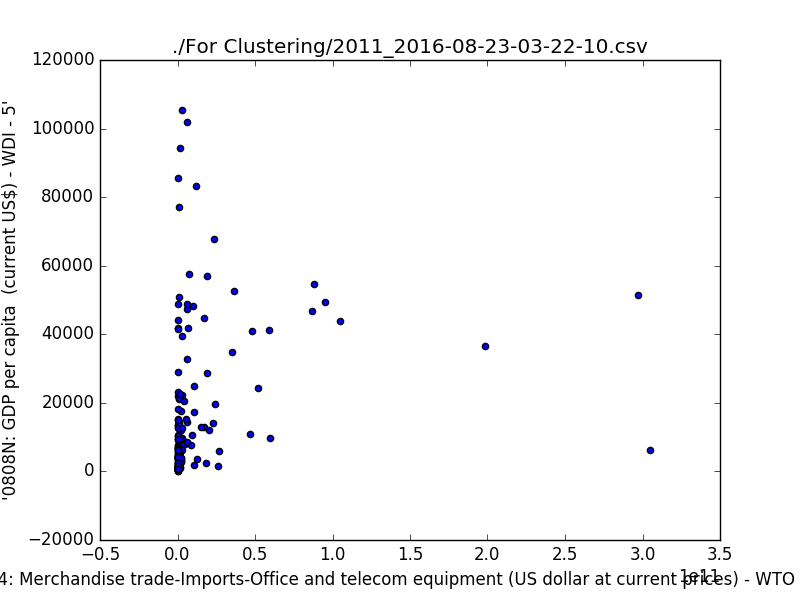 ./For Clustering/2011_2016-08-23-03-22-10.csv
120000
100000
80000
60000
40000
20000
0
−20000
'0808N: GDP per capita  (current US$) - WDI - 5'
−0.5 0.0 0.5 1.0 1.5 2.0 2.5 3.0 3.5
1e11
4: Merchandise trade-Imports-Office and telecom equipment (US dollar at current prices) - WTO